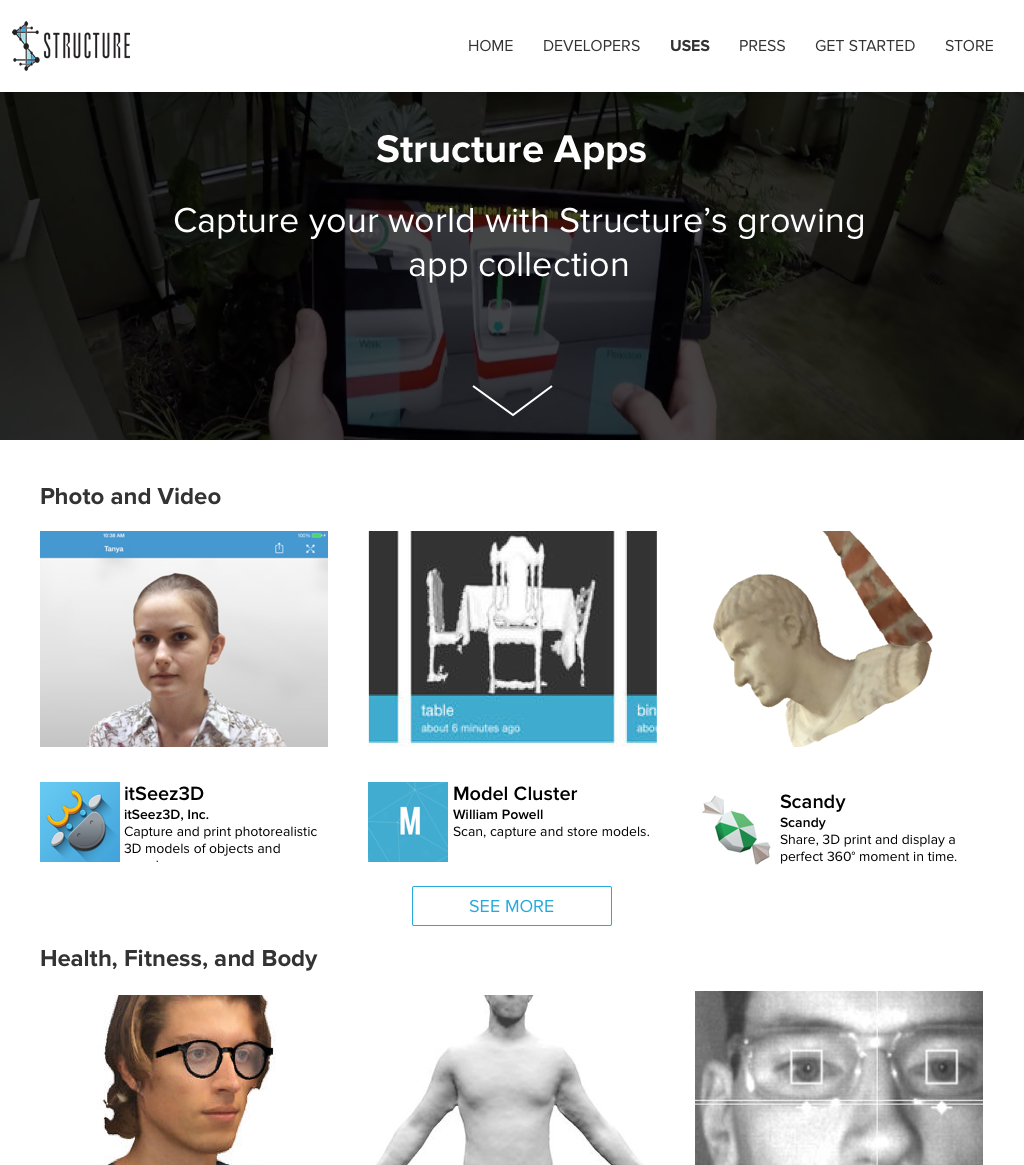 STRUCTURE
HOME DEVELOPERS USES PRESS GET STARTED STORE
Structure Apps
Capture your world with Structure’s growing
app collection
Photo and Video
10:38 AM 100%
Tanya
table
about 6 minutes ago
bin
abo
itSeez3D
itSeez3D, Inc.
Capture and print photorealistic
3D models of objects and
M
Model Cluster
William Powell
Scan, capture and store models.
Scandy
Scandy
Share, 3D print and display a
perfect 360° moment in time.
SEE MORE
Health, Fitness, and Body